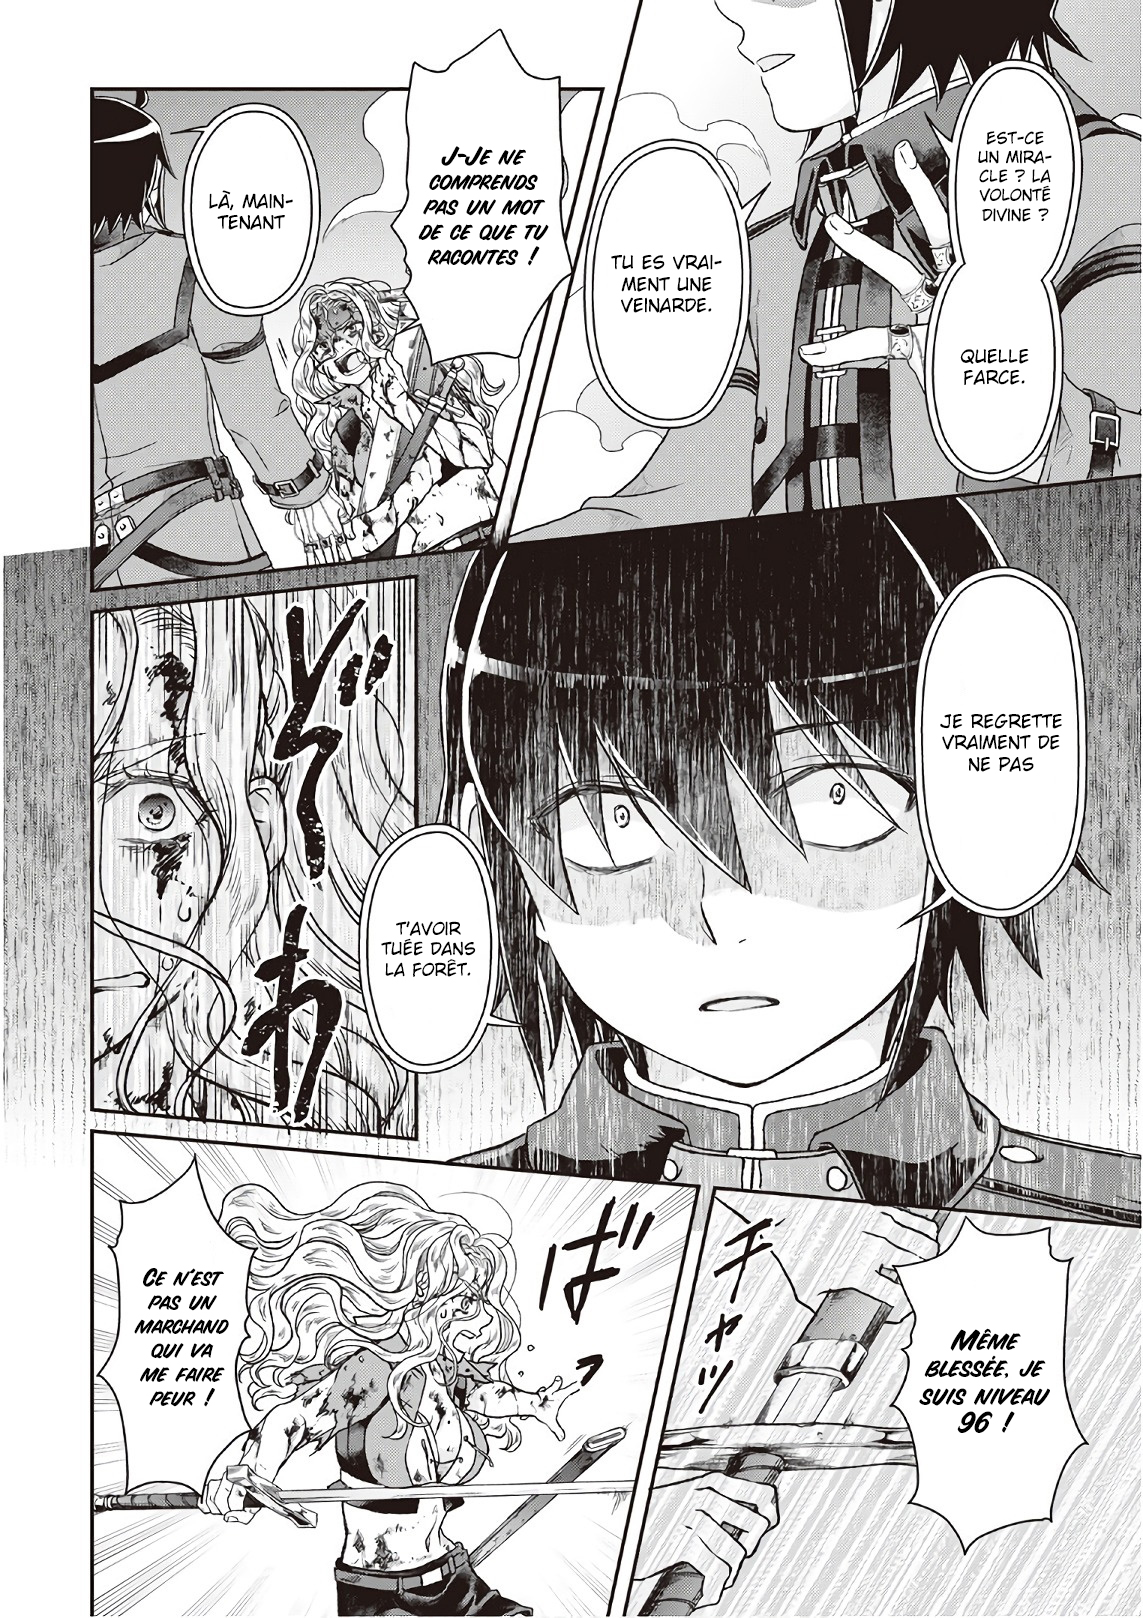 EST-CE
UN MIRA-
CLE ? LA
VOLONTÉ
DIVINE ?
QUELLE
FARCE.
TU ES VRAI-
MENT UNE
VEINARDE.
J-JE NE
COMPRENDS
PAS UN MOT
DE CE QUE TU
RACONTES !
LÀ, MAIN-
TENANT
JE REGRETTE
VRAIMENT DE
NE PAS
T'AVOIR
TUÉE DANS
LA FORÊT.
ぞわ
MÊME
BLESSÉE, JE
SUIS NIVEAU
96 !
チャッ
ばっ
CE N'EST
PAS UN
MARCHAND
QUI VA
ME FAIRE
PEUR !